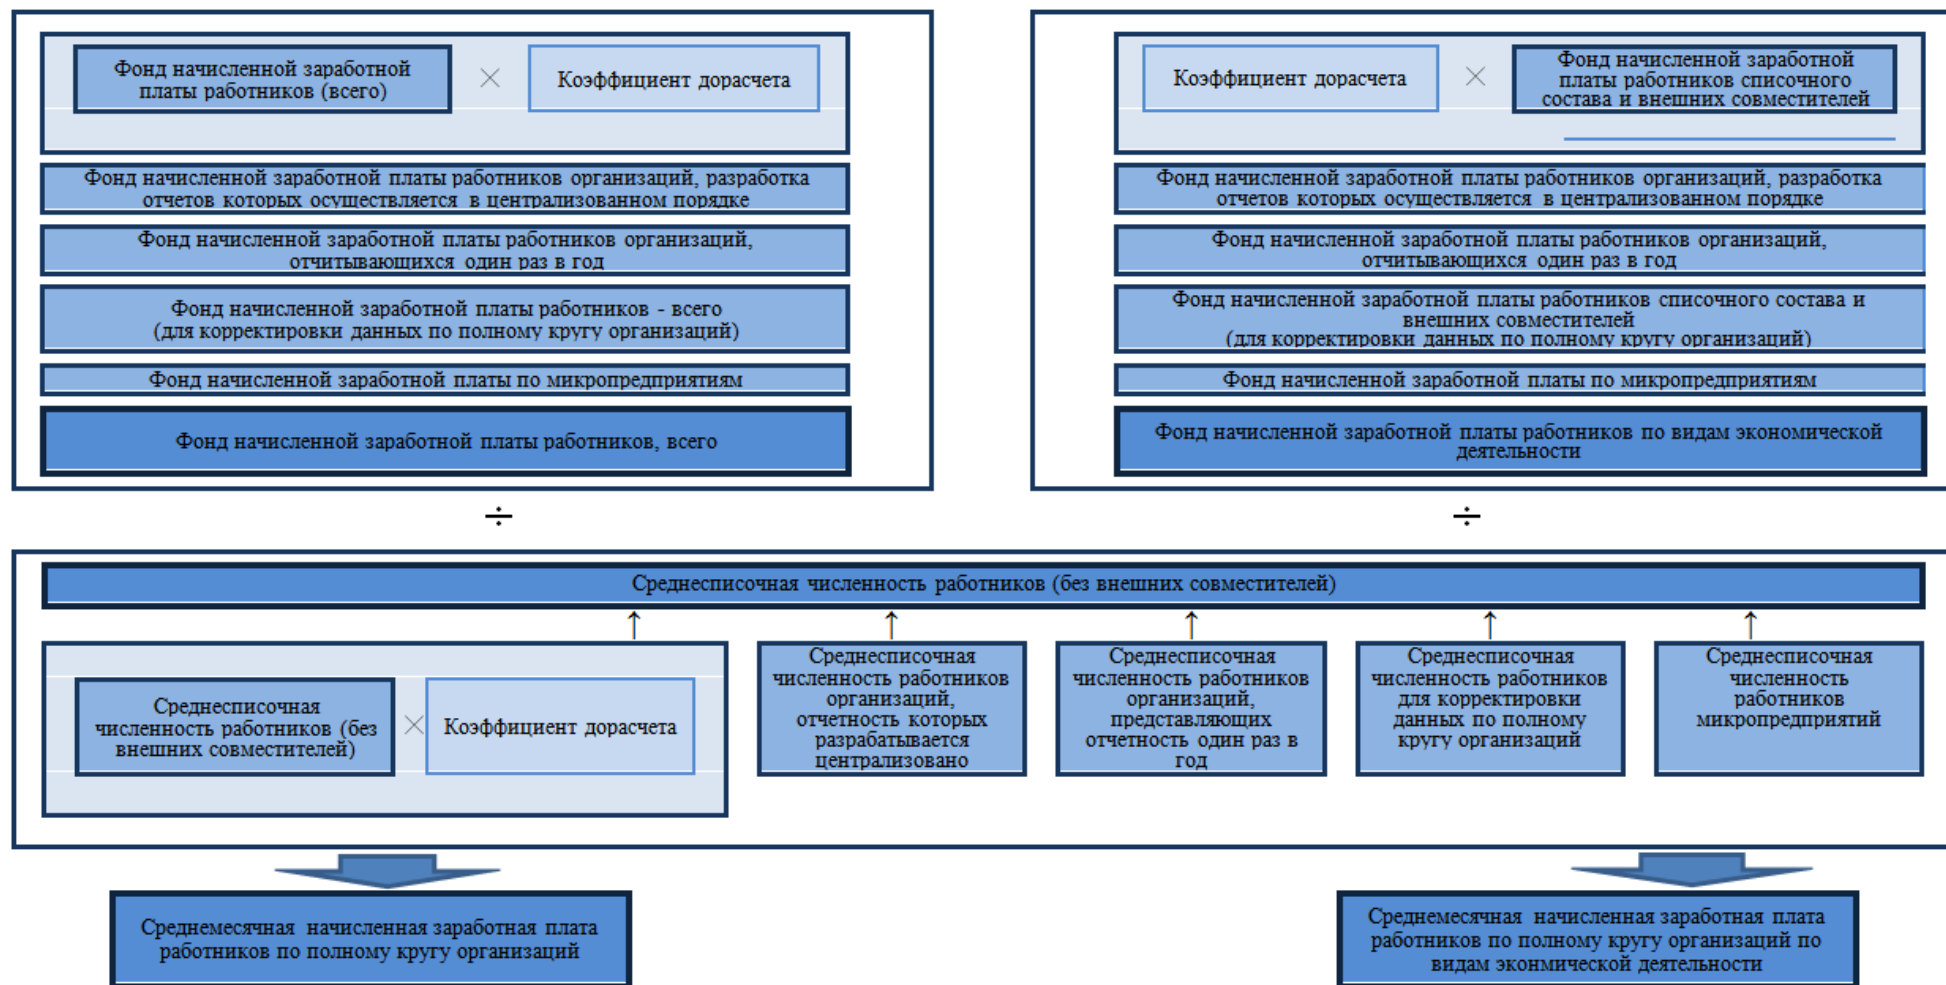 Фонд начисленной заработной
платы работников (всего)
×
Коэффициент дорасчета
Фонд начисленной заработной платы работников организаций, разработка
отчетов которых осуществляется в централизованном порядке
Фонд начисленной заработной платы работников организаций,
отчитывающихся один раз в год
Фонд начисленной заработной платы работников - всего
(для корректировки данных по полному кругу организаций)
Фонд начисленной заработной платы по микропредприятиям
Фонд начисленной заработной платы работников, всего
Коэффициент дорасчета
×
Фонд начисленной заработной
платы работников списочного
состава и внешних совместителей
Фонд начисленной заработной платы работников организаций, разработка
отчетов которых осуществляется в централизованном порядке
Фонд начисленной заработной платы работников организаций,
отчитывающихся один раз в год
Фонд начисленной заработной платы работников списочного состава и
внешних совместителей
(для корректировки данных по полному кругу организаций)
Фонд начисленной заработной платы по микропредприятиям
Фонд начисленной заработной платы работников по видам экономической
деятельности
÷
÷
Среднесписочная численность работников (без внешних совместителей)
↑
↑
↑
↑
↑
Среднесписочная
численность работников (без
внешних совместителей)
×
Коэффициент дорасчета
Среднесписочная
численность работников
организаций,
отчетность которых
разрабатывается
централизовано
Среднесписочная
численность работников
организаций,
представляющих
отчетность один раз в
год
Среднесписочная
численность работников
для корректировки
данных по полному
кругу организаций
Среднесписочная
численность
работников
микропредприятий
Среднемесячная начисленная заработная плата
работников по полному кругу организаций
Среднемесячная начисленная заработная плата
работников по полному кругу организаций по
видам эконмической деятельности